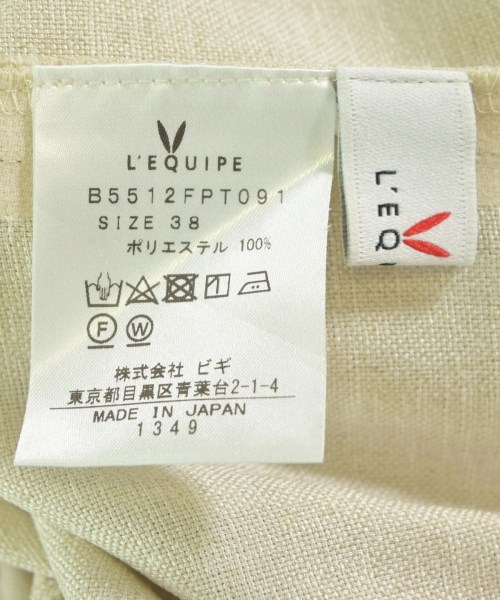 L'EQUIPE
B5512FPT091
SIZE 38
ポリエステル 100%
F W
株式会社 ビギ
東京都目黒区青葉台2-1-4
MADE IN JAPAN
1349
L'EQ